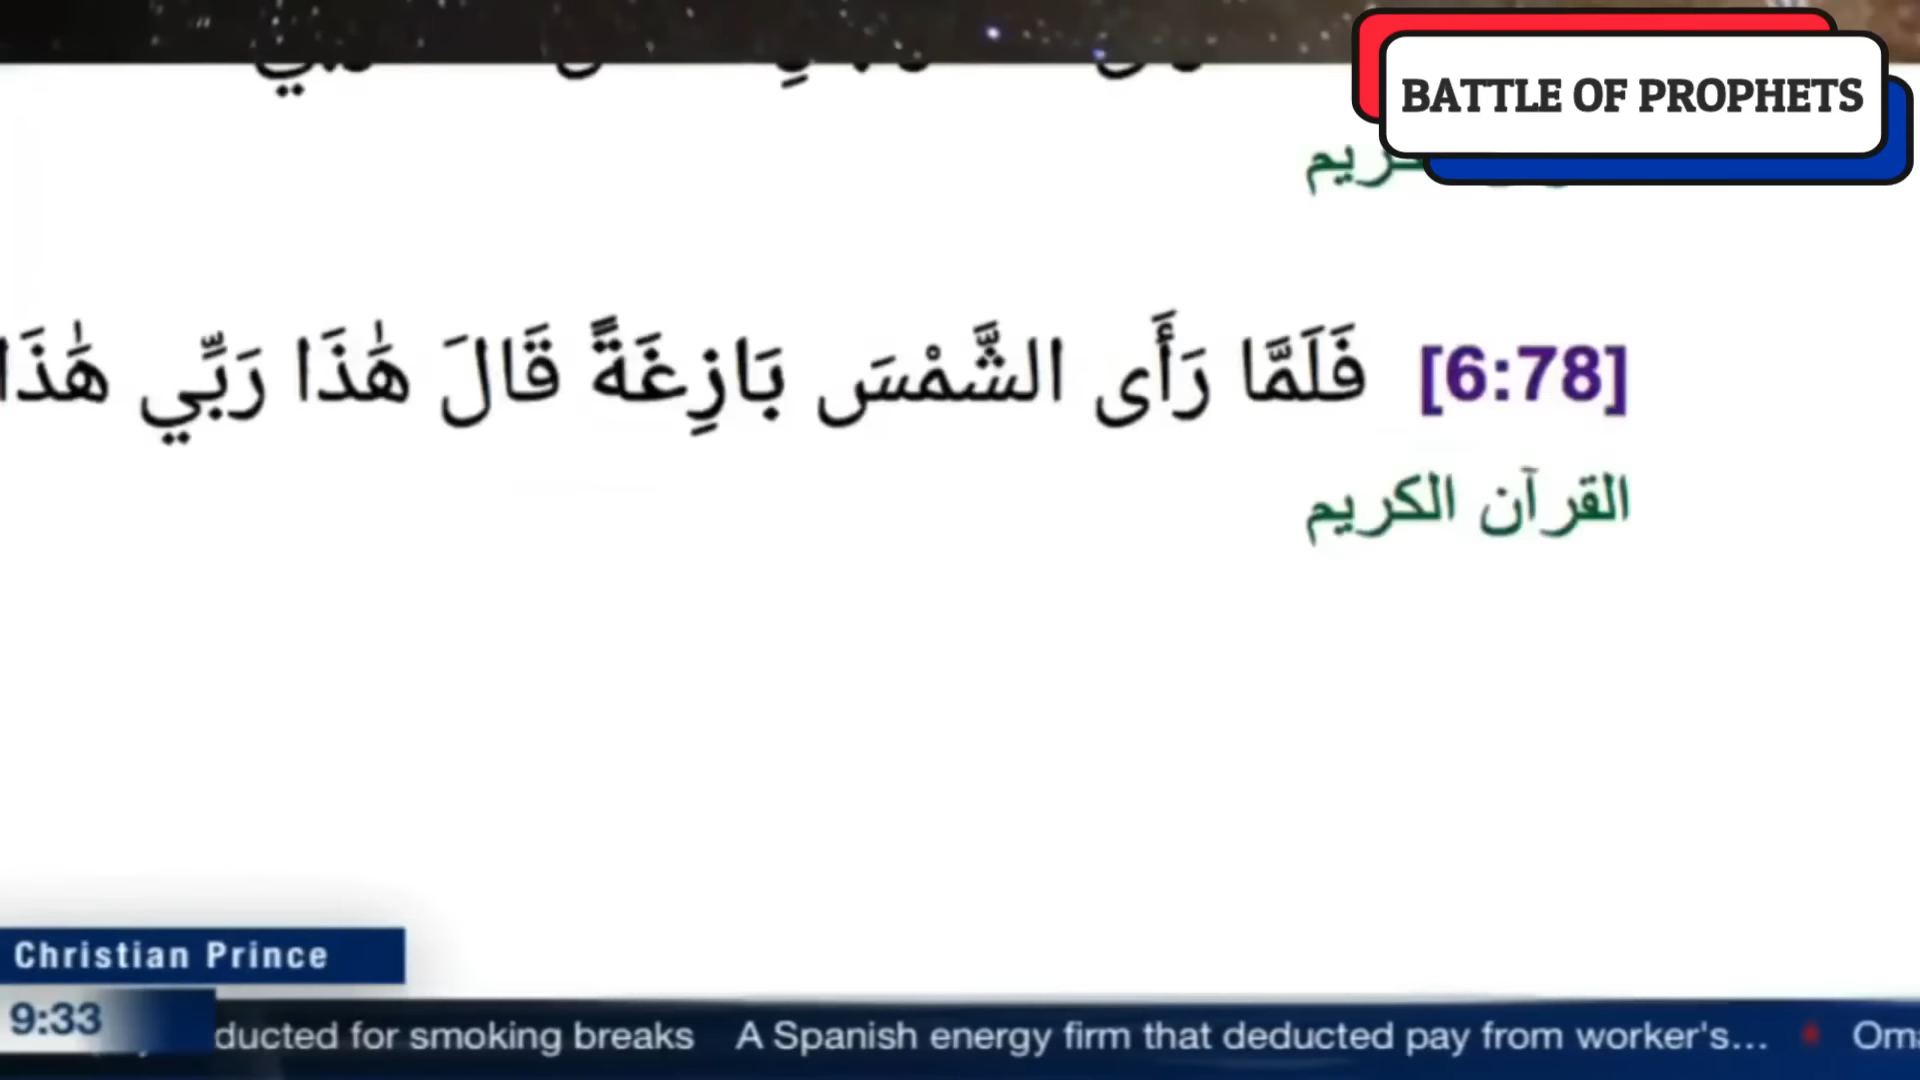 BATTLE OF PROPHETS
[6:78] فَلَمَّا رَأَى الشَّمْسَ بَازِغَةً قَالَ هَٰذَا رَبِّي هَٰذَا
القرآن الكريم
Christian Prince
9:33
ducted for smoking breaks A Spanish energy firm that deducted pay from worker's...